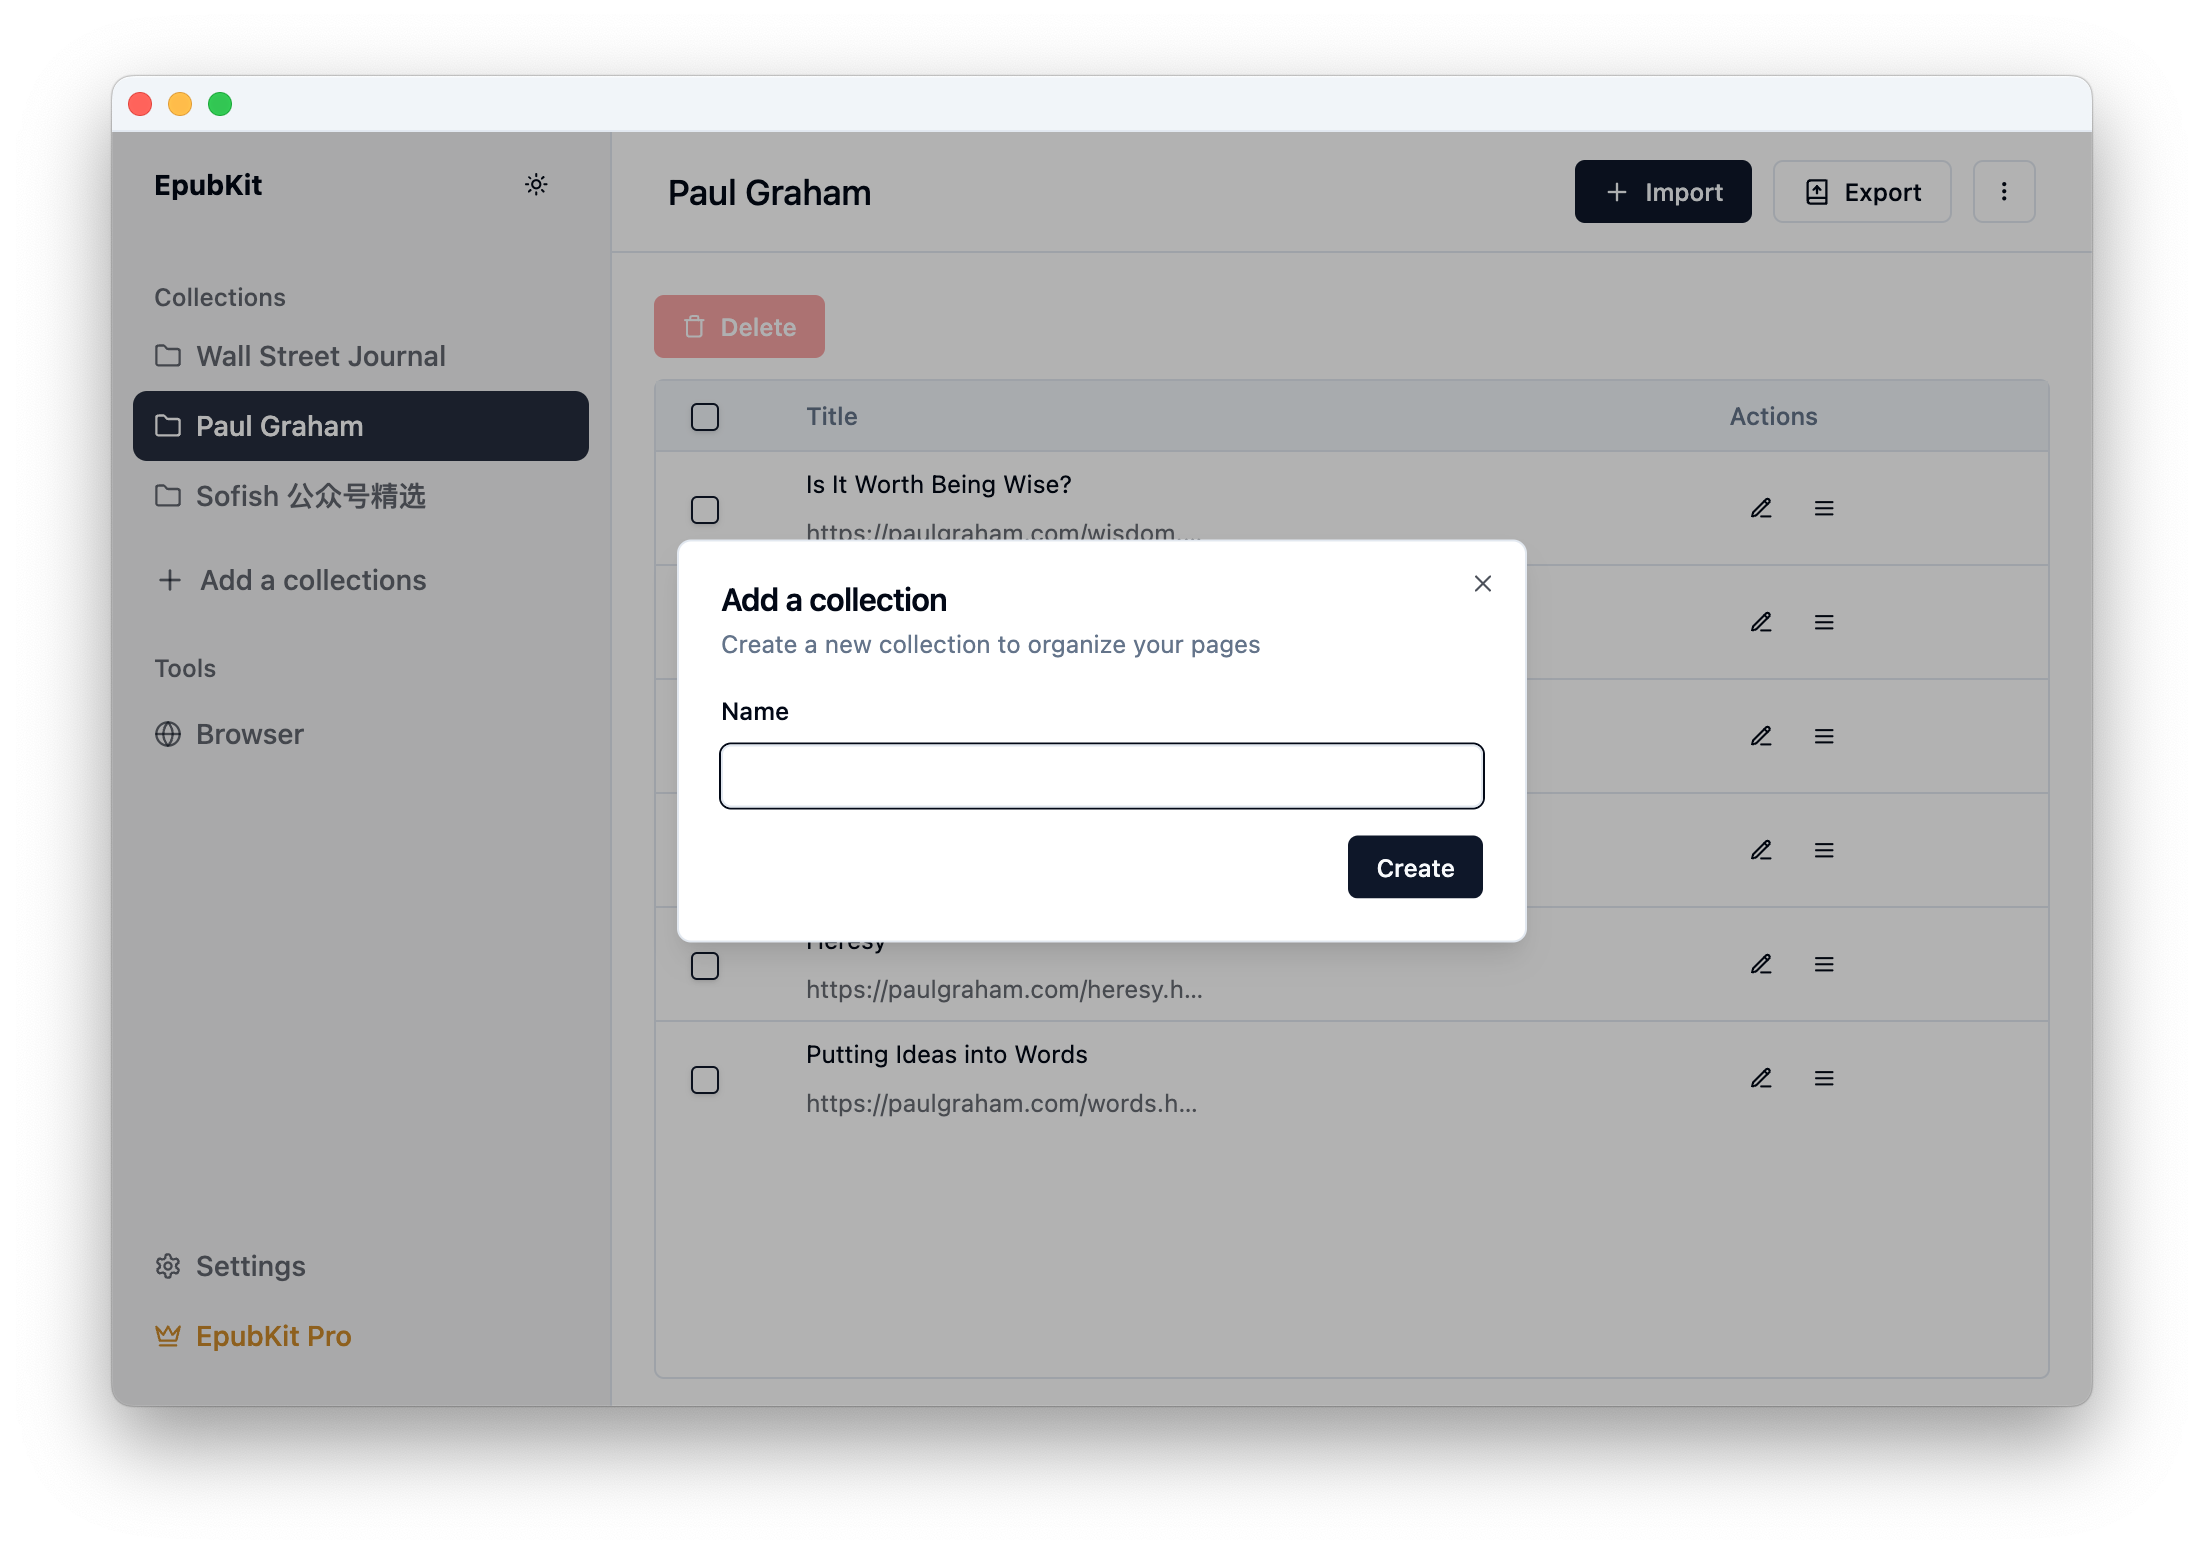 EpubKit
Collections
Wall Street Journal
Paul Graham
Sofish 公众号精选
Add a collections
Tools
Browser
Settings
EpubKit Pro
Paul Graham
Import
Export
Delete
Title
Actions
Is It Worth Being Wise?
https://paulgraham.com/wisdom....
Add a collection
Create a new collection to organize your pages
Name
Create
Heresy
https://paulgraham.com/heresy.h...
Putting Ideas into Words
https://paulgraham.com/words.h...